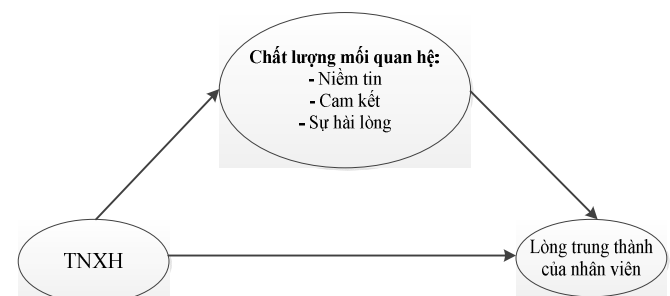 Chất lượng mối quan hệ:
- Niềm tin
- Cam kết
- Sự hài lòng
TNXH
Lòng trung thành
của nhân viên